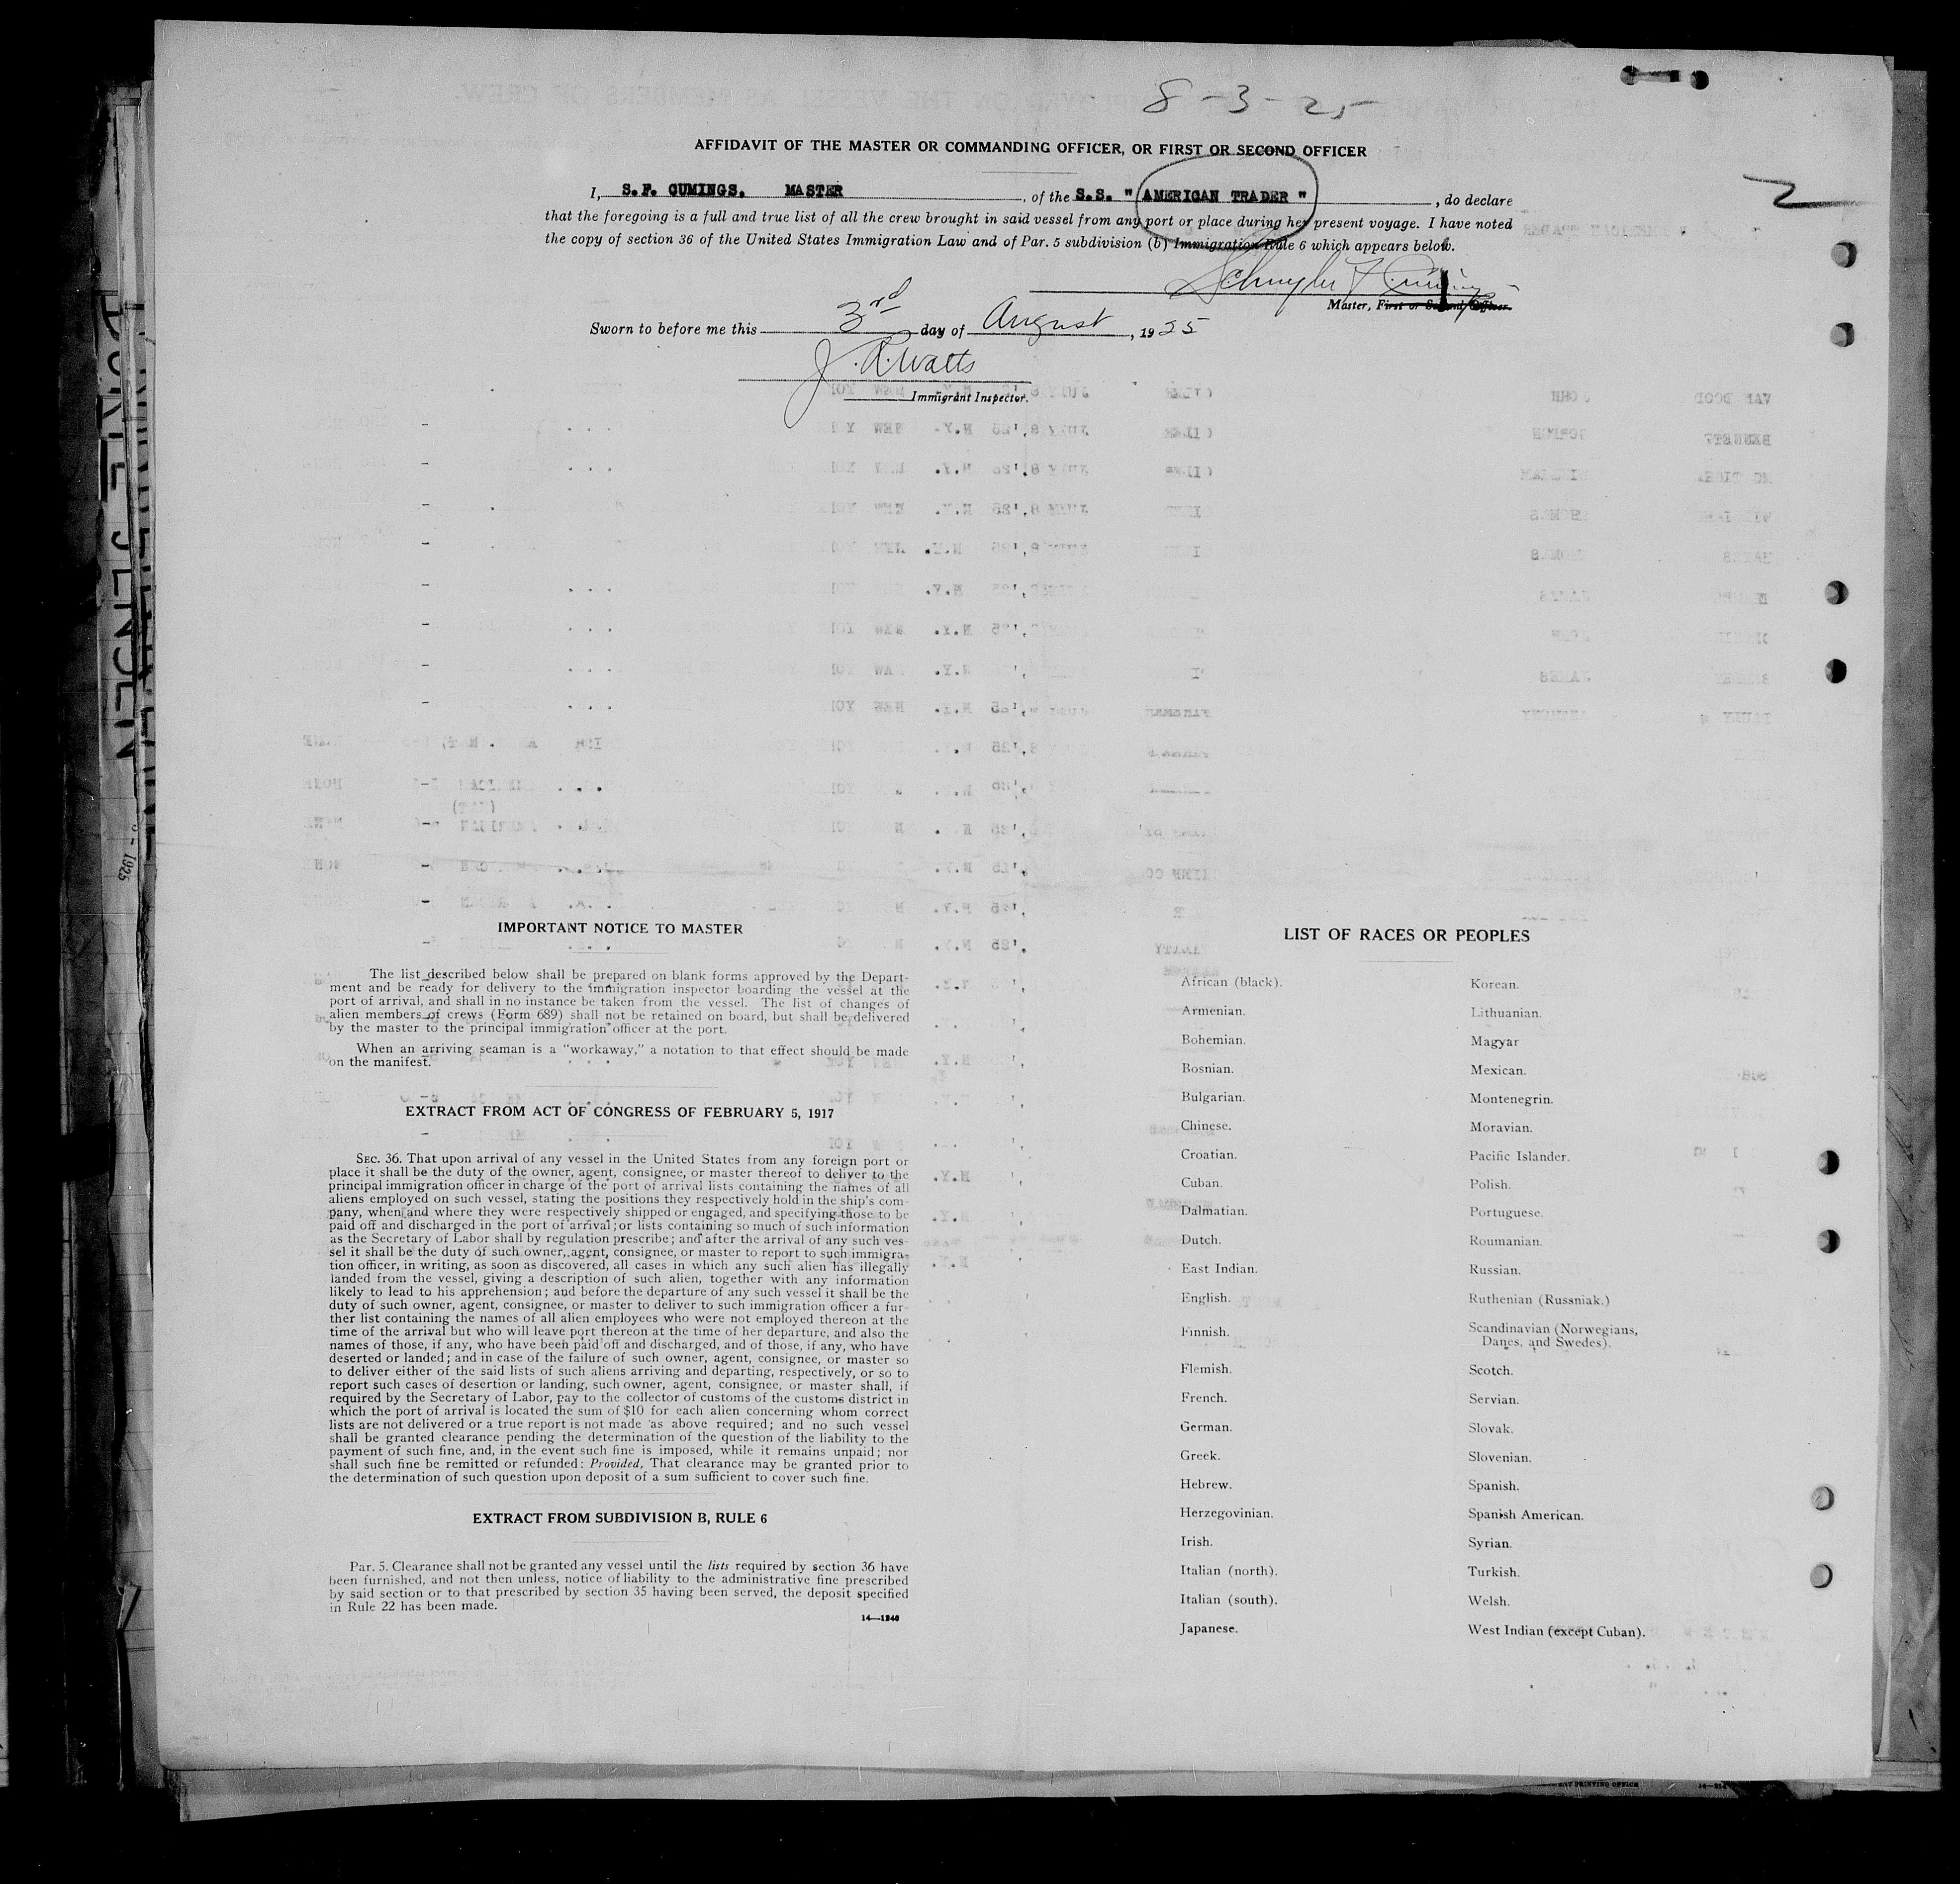 8-3-25
AFFIDAVIT OF THE MASTER OR COMMANDING OFFICER, OR FIRST OR SECOND OFFICER
I, S.F. CUMINGS. MASTER, of the S.S. " AMERICAN TRADER ", do declare
that the foregoing is a full and true list of all the crew brought in said vessel from any port or place during her present voyage. I have noted
the copy of section 36 of the United States Immigration Law and of Par. 5 subdivision (b) Immigration Rule 6 which appears below.
Schuyler F Cumings
Master, First or Second Officer.
Sworn to before me this 3rd day of August, 1925
J. R. Watts
Immigrant Inspector.
IMPORTANT NOTICE TO MASTER
The list described below shall be prepared on blank forms approved by the Depart-
ment and be ready for delivery to the immigration inspector boarding the vessel at the
port of arrival, and shall in no instance be taken from the vessel. The list of changes of
alien members of crews (Form 689) shall not be retained on board, but shall be delivered
by the master to the principal immigration officer at the port.
When an arriving seaman is a "workaway," a notation to that effect should be made
on the manifest.
EXTRACT FROM ACT OF CONGRESS OF FEBRUARY 5, 1917
SEC. 36. That upon arrival of any vessel in the United States from any foreign port or
place it shall be the duty of the owner, agent, consignee, or master thereof to deliver to the
principal immigration officer in charge of the port of arrival lists containing the names of all
aliens employed on such vessel, stating the positions they respectively hold in the ship's com-
pany, when and where they were respectively shipped or engaged, and specifying those to be
paid off and discharged in the port of arrival; or lists containing so much of such information
as the Secretary of Labor shall by regulation prescribe; and after the arrival of any such ves-
sel it shall be the duty of such owner, agent, consignee, or master to report to such immigra-
tion officer, in writing, as soon as discovered, all cases in which any such alien has illegally
landed from the vessel, giving a description of such alien, together with any information
likely to lead to his apprehension; and before the departure of any such vessel it shall be the
duty of such owner, agent, consignee, or master to deliver to such immigration officer a fur-
ther list containing the names of all alien employees who were not employed thereon at the
time of the arrival but who will leave port thereon at the time of her departure, and also the
names of those, if any, who have been paid off and discharged, and of those, if any, who have
deserted or landed; and in case of the failure of such owner, agent, consignee, or master so
to deliver either of the said lists of such aliens arriving and departing, respectively, or so to
report such cases of desertion or landing, such owner, agent, consignee, or master shall, if
required by the Secretary of Labor, pay to the collector of customs of the customs district in
which the port of arrival is located the sum of $10 for each alien concerning whom correct
lists are not delivered or a true report is not made as above required; and no such vessel
shall be granted clearance pending the determination of the question of the liability to the
payment of such fine, and, in the event such fine is imposed, while it remains unpaid; nor
shall such fine be remitted or refunded: Provided, That clearance may be granted prior to
the determination of such question upon deposit of a sum sufficient to cover such fine.
EXTRACT FROM SUBDIVISION B, RULE 6
Par. 5. Clearance shall not be granted any vessel until the lists required by section 36 have
been furnished, and not then unless, notice of liability to the administrative fine prescribed
by said section or to that prescribed by section 35 having been served, the deposit specified
in Rule 22 has been made.
14—1240
LIST OF RACES OR PEOPLES
African (black).
Armenian.
Bohemian.
Bosnian.
Bulgarian.
Chinese.
Croatian.
Cuban.
Dalmatian.
Dutch.
East Indian.
English.
Finnish.
Flemish.
French.
German.
Greek.
Hebrew.
Herzegovinian.
Irish.
Italian (north).
Italian (south).
Japanese.
Korean.
Lithuanian.
Magyar
Mexican.
Montenegrin.
Moravian.
Pacific Islander.
Polish.
Portuguese.
Roumanian.
Russian.
Ruthenian (Russniak.)
Scandinavian (Norwegians,
Danes, and Swedes).
Scotch.
Servian.
Slovak.
Slovenian.
Spanish.
Spanish American.
Syrian.
Turkish.
Welsh.
West Indian (except Cuban).